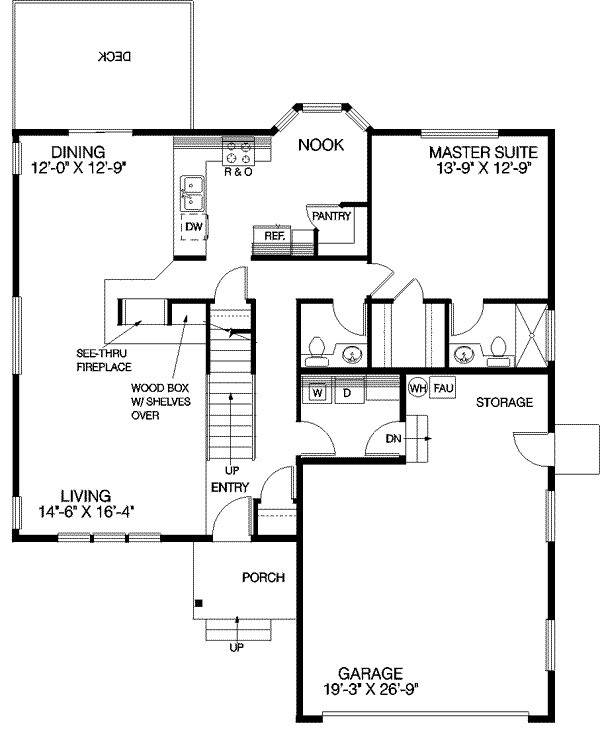 DECK
DINING
12'-0" X 12'-9"
R & O
NOOK
MASTER SUITE
13'-9" X 12'-9"
DW
REF.
PANTRY
SEE-THRU
FIREPLACE
WOOD BOX
W/ SHELVES
OVER
W
D
WH
FAU
STORAGE
DN
UP
ENTRY
LIVING
14'-6" X 16'-4"
PORCH
UP
GARAGE
19'-3" X 26'-9"